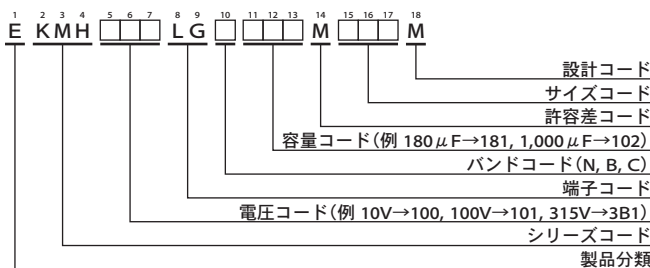 1 2 3 4 5 6 7 8 9 10 11 12 13 14 15 16 17 18
E KMH □□□ LG □ □□□ M □□□ M
設計コード
サイズコード
許容差コード
容量コード(例 180μF→181, 1,000μF→102)
バンドコード(N, B, C)
端子コード
電圧コード(例 10V→100, 100V→101, 315V→3B1)
シリーズコード
製品分類